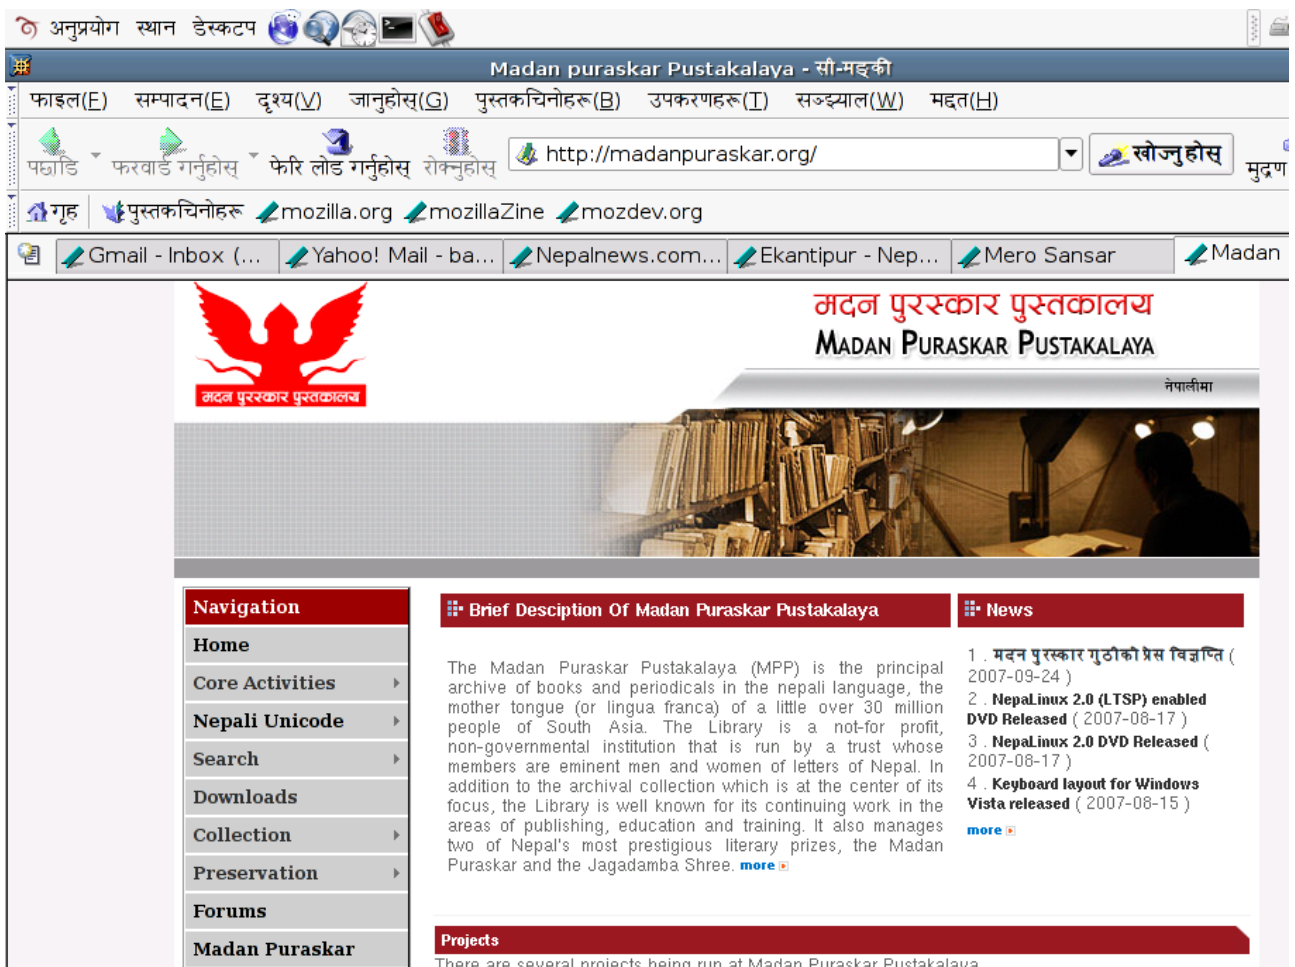 अनुप्रयोग स्थान डेस्कटप
Madan puraskar Pustakalaya - सी-मङ्की
फाइल(F) सम्पादन(E) दृश्य(V) जानुहोस्(G) पुस्तकचिनोहरू(B) उपकरणहरू(T) सञ्झ्याल(W) मद्दत(H)
पछाडि फरवार्ड गर्नुहोस् फेरि लोड गर्नुहोस् रोक्नुहोस् http://madanpuraskar.org/ खोज्नुहोस् मुद्रण
गृह पुस्तकचिनोहरू mozilla.org mozillaZine mozdev.org
Gmail - Inbox (... Yahoo! Mail - ba... Nepalnews.com... Ekantipur - Nep... Mero Sansar Madan
मदन पुरस्कार पुस्तकालय
MADAN PURASKAR PUSTAKALAYA
नेपालीमा
मदन पुरस्कार पुस्तकालय
Navigation
Home
Core Activities
Nepali Unicode
Search
Downloads
Collection
Preservation
Forums
Madan Puraskar
Brief Desciption Of Madan Puraskar Pustakalaya
The Madan Puraskar Pustakalaya (MPP) is the principal
archive of books and periodicals in the nepali language, the
mother tongue (or lingua franca) of a little over 30 million
people of South Asia. The Library is a not-for profit,
non-governmental institution that is run by a trust whose
members are eminent men and women of letters of Nepal. In
addition to the archival collection which is at the center of its
focus, the Library is well known for its continuing work in the
areas of publishing, education and training. It also manages
two of Nepal's most prestigious literary prizes, the Madan
Puraskar and the Jagadamba Shree. more
News
1 . मदन पुरस्कार गुठीको प्रेस विज्ञप्ति (
2007-09-24 )
2 . NepaLinux 2.0 (LTSP) enabled
DVD Released ( 2007-08-17 )
3 . NepaLinux 2.0 DVD Released (
2007-08-17 )
4 . Keyboard layout for Windows
Vista released ( 2007-08-15 )
more
Projects
There are several projects being run at Madan Puraskar Pustakalaya